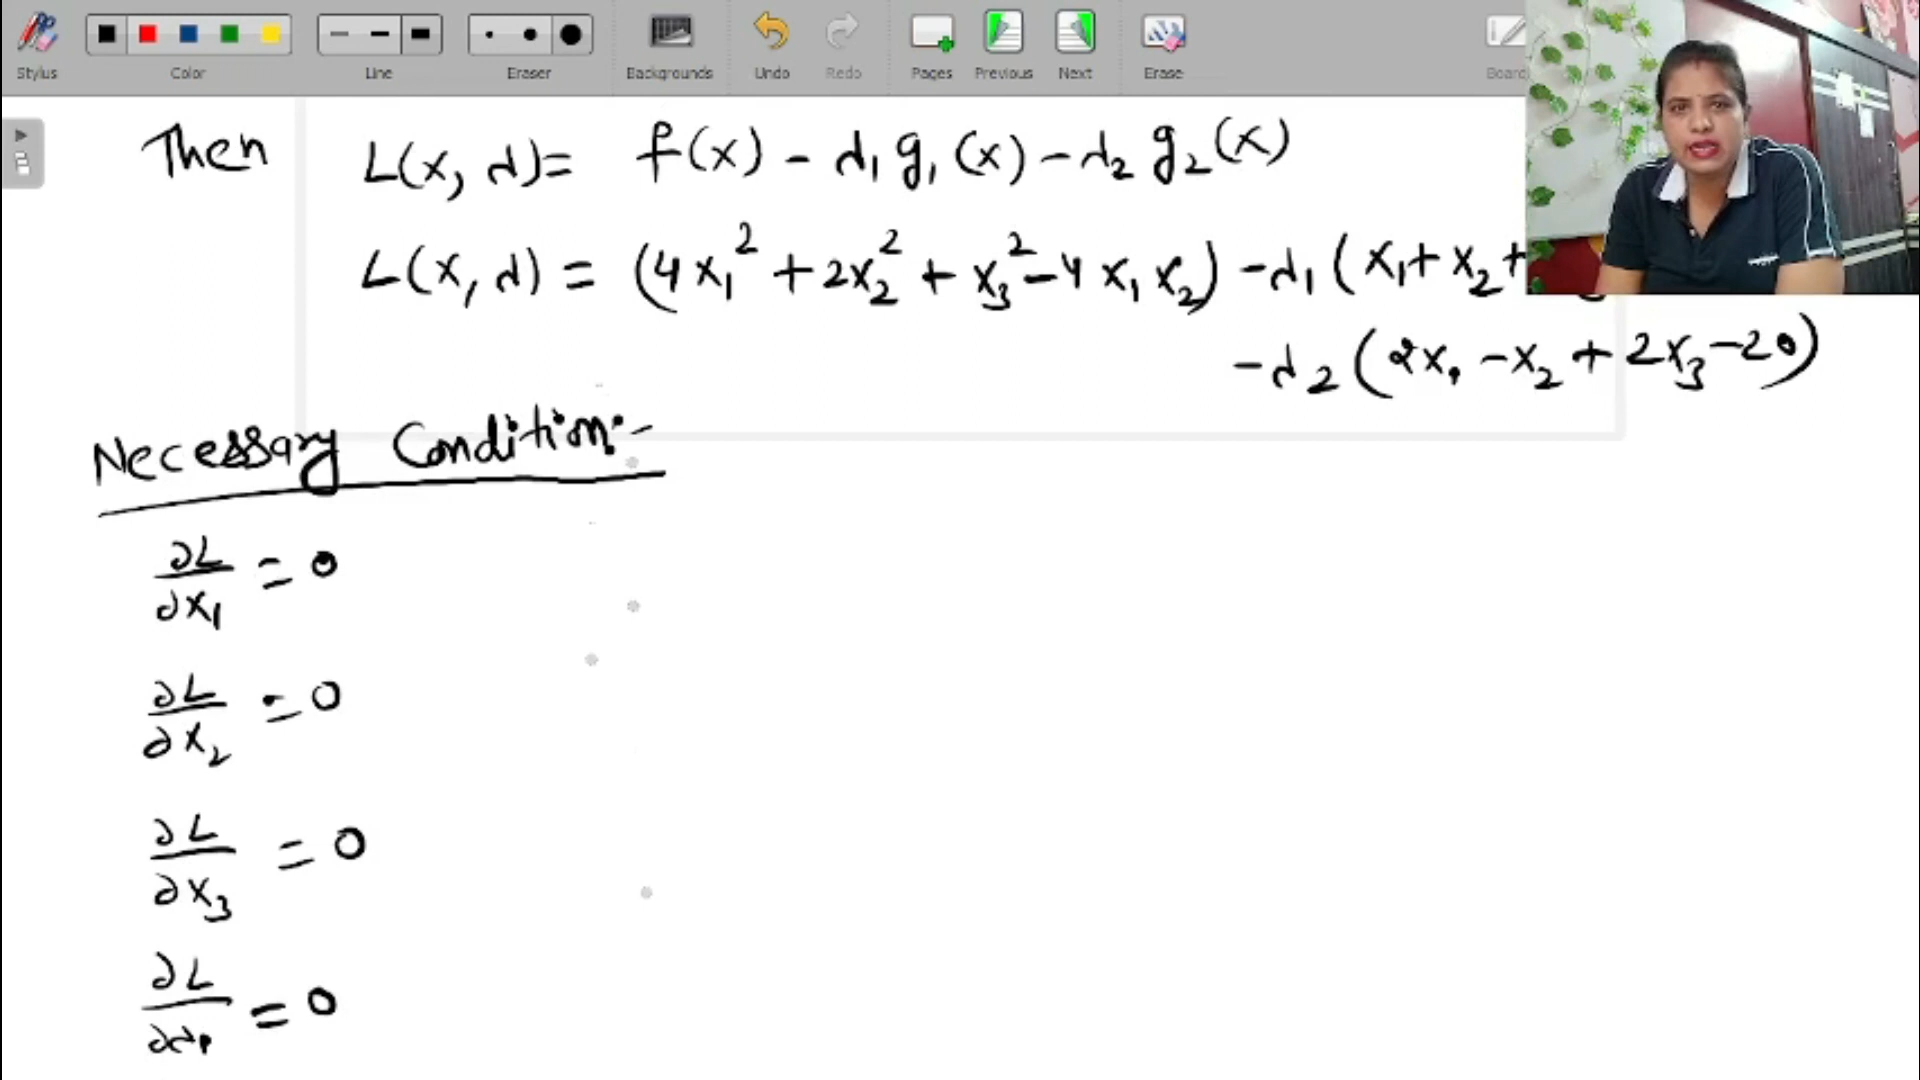 Stylus Color Line Eraser Backgrounds Undo Redo Pages Previous Next Erase Board
Then L(x, λ) = f(x) - λ₁ g₁(x) - λ₂ g₂(x)
L(x, λ) = (4x₁² + 2x₂² + x₃² - 4x₁x₂) - λ₁(x₁ + x₂ +
- λ₂(2x₁ - x₂ + 2x₃ - 20)
Necessary Condition:-
∂L/∂x₁ = 0
∂L/∂x₂ = 0
∂L/∂x₃ = 0
∂L/∂λ₁ = 0